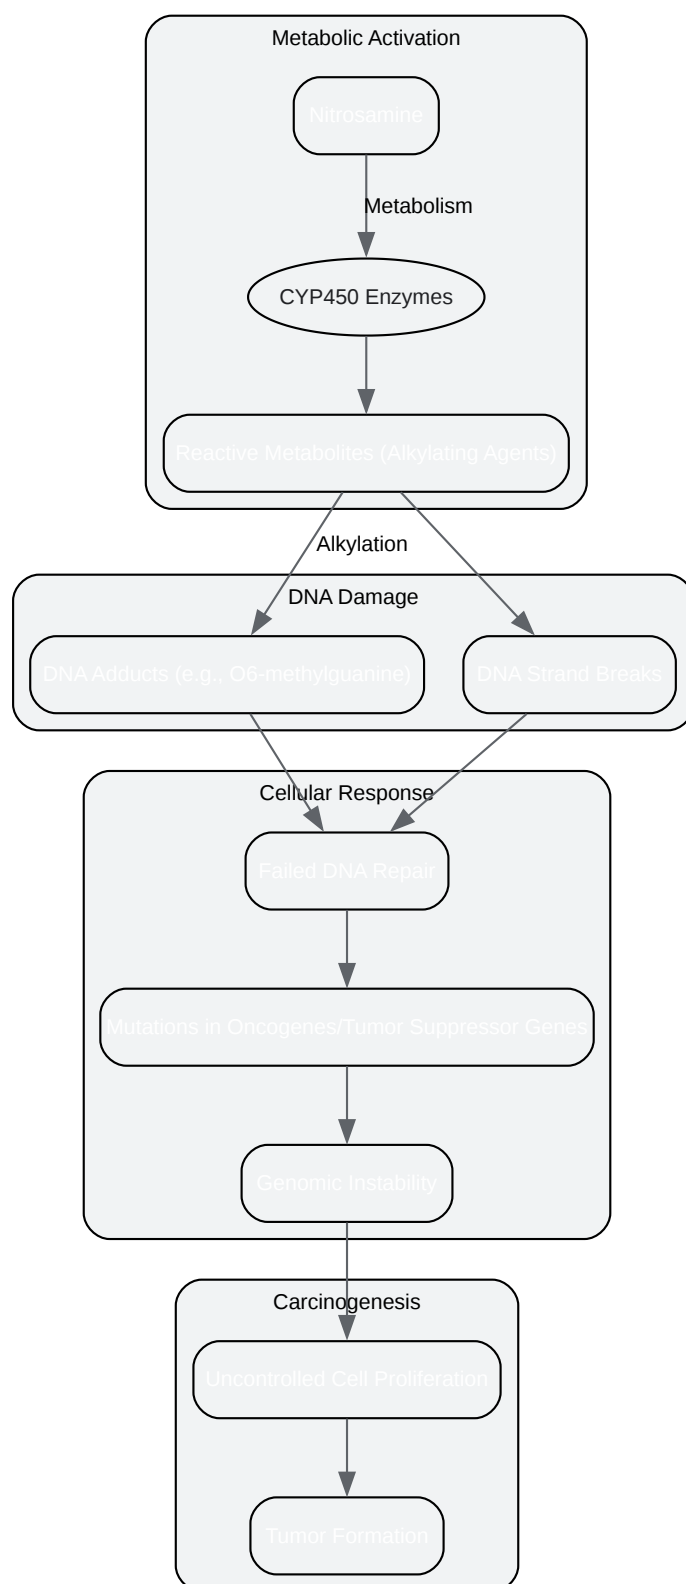 Metabolic Activation
Nitrosamine
Metabolism
CYP450 Enzymes
Reactive Metabolites (Alkylating Agents)
Alkylation
DNA Damage
DNA Adducts (e.g., O6-methylguanine)
DNA Strand Breaks
Cellular Response
Failed DNA Repair
Mutations in Oncogenes/Tumor Suppressor Genes
Genomic Instability
Carcinogenesis
Uncontrolled Cell Proliferation
Tumor Formation